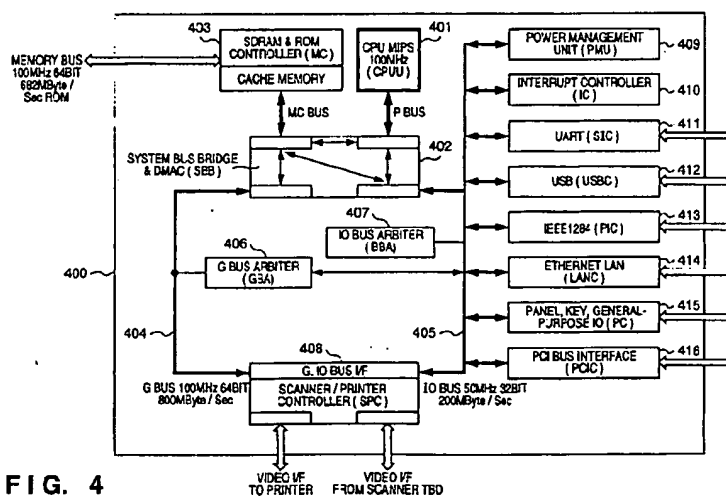 403
SDRAM & ROM
CONTROLLER (MC)
CACHE MEMORY
401
CPU MIPS
100MHz
(CPUU)
MEMORY BUS
100MHz 64BIT
682MByte /
Sec ROM
MC BUS
P BUS
SYSTEM BUS BRIDGE
& DMAC (SBB)
402
407
IO BUS ARBITER
(BBA)
406
G BUS ARBITER
(GBA)
400
404
405
408
G. IO BUS I/F
SCANNER / PRINTER
CONTROLLER (SPC)
G BUS 100MHz 64BIT
800MByte / Sec
IO BUS 50MHz 32BIT
200MByte / Sec
VIDEO I/F
TO PRINTER
VIDEO I/F
FROM SCANNER TBD
POWER MANAGEMENT
UNIT (PMU)
409
INTERRUPT CONTROLLER
(IC)
410
UART (SIC)
411
USB (USBC)
412
IEEE1284 (PIC)
413
ETHERNET LAN
(LANC)
414
PANEL, KEY, GENERAL-
PURPOSE IO (PC)
415
PCI BUS INTERFACE
(PCIC)
416
FIG. 4